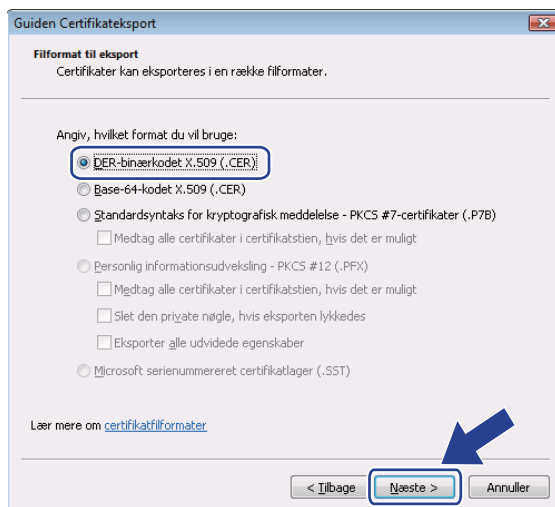 Guiden Certifikateksport
Filformat til eksport
Certifikater kan eksporteres i en række filformater.
Angiv, hvilket format du vil bruge:
DER-binærkodet X.509 (.CER)
Base-64-kodet X.509 (.CER)
Standardsyntaks for kryptografisk meddelelse - PKCS #7-certifikater (.P7B)
Medtag alle certifikater i certifikatstien, hvis det er muligt
Personlig informationsudveksling - PKCS #12 (.PFX)
Medtag alle certifikater i certifikatstien, hvis det er muligt
Slet den private nøgle, hvis eksporten lykkedes
Eksporter alle udvidede egenskaber
Microsoft serienummereret certifikatlager (.SST)
Lær mere om certifikatfilformater
< Tilbage Næste > Annuller